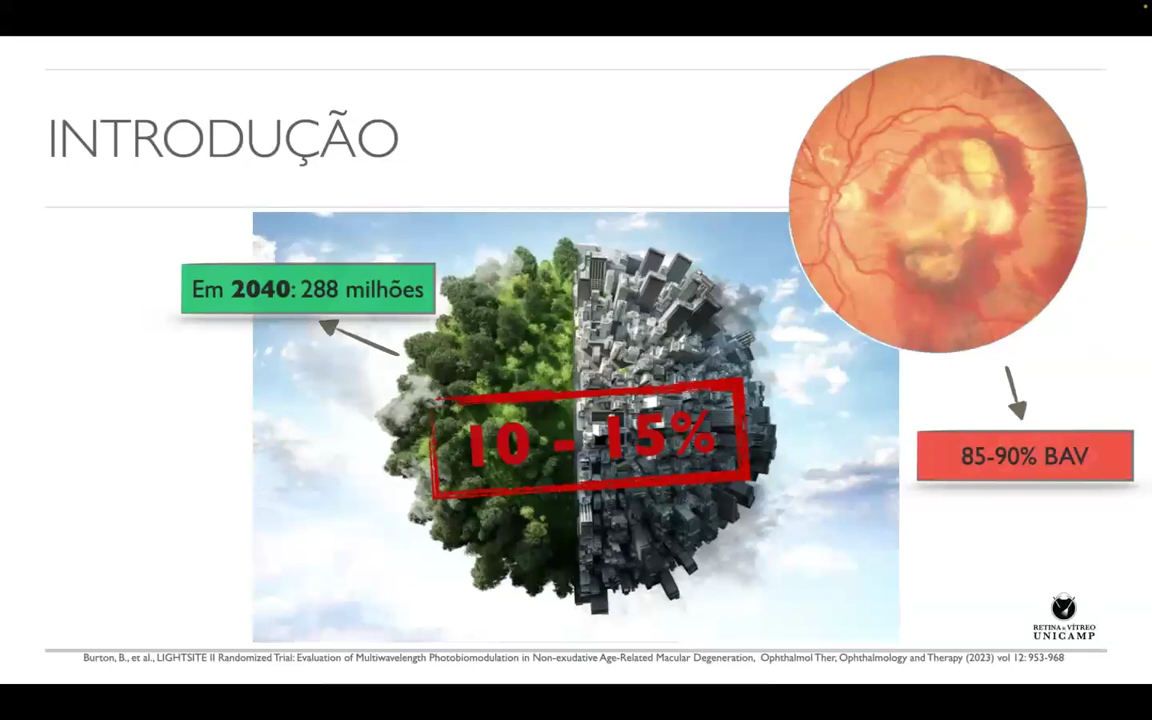 INTRODUÇÃO
Em 2040: 288 milhões
10 - 15%
85-90% BAV
RETINA & VÍTREO
UNICAMP
Burton, B., et al., LIGHTSITE II Randomized Trial: Evaluation of Multiwavelength Photobiomodulation in Non-exudative Age-Related Macular Degeneration, Ophthalmol Ther, Ophthalmology and Therapy (2023) vol 12: 953-968